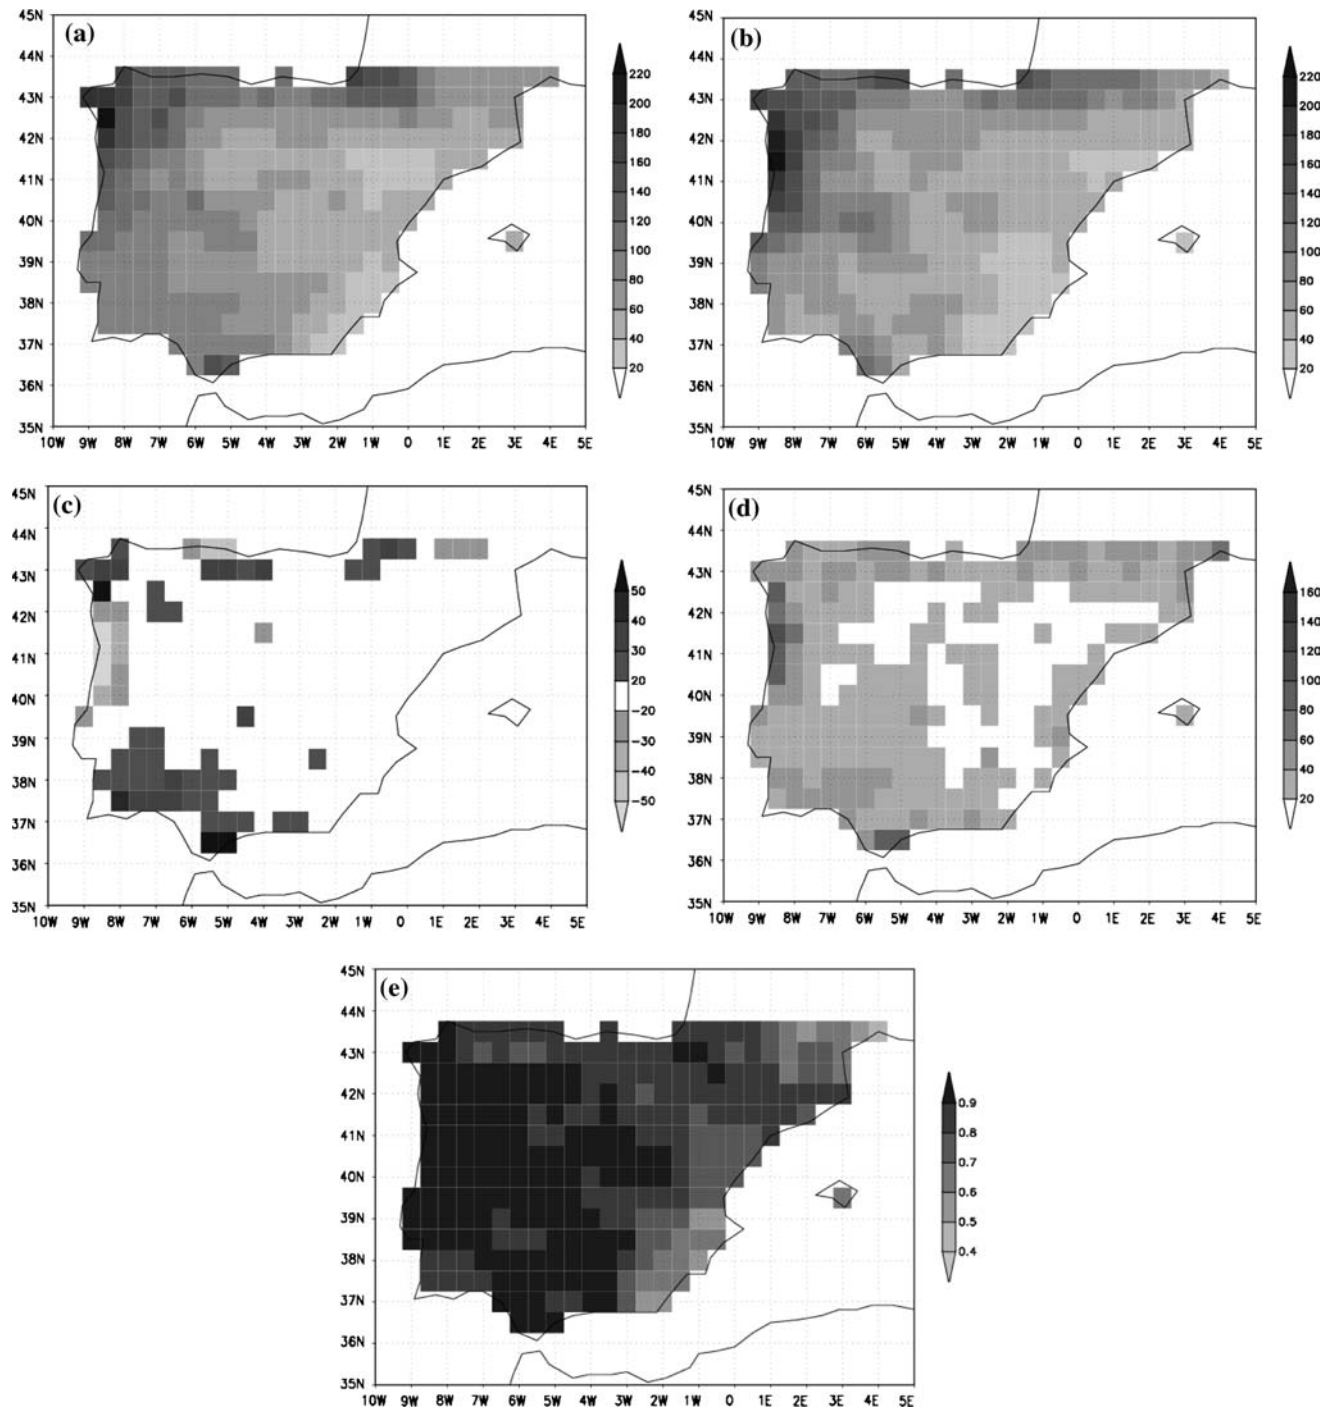 (a)
45N
44N
43N
42N
41N
40N
39N
38N
37N
36N
35N
10W 9W 8W 7W 6W 5W 4W 3W 2W 1W 0 1E 2E 3E 4E 5E
220
200
180
160
140
120
100
80
60
40
20
(b)
45N
44N
43N
42N
41N
40N
39N
38N
37N
36N
35N
10W 9W 8W 7W 6W 5W 4W 3W 2W 1W 0 1E 2E 3E 4E 5E
220
200
180
160
140
120
100
80
60
40
20
(c)
45N
44N
43N
42N
41N
40N
39N
38N
37N
36N
35N
10W 9W 8W 7W 6W 5W 4W 3W 2W 1W 0 1E 2E 3E 4E 5E
50
40
30
20
-20
-30
-40
-50
(d)
45N
44N
43N
42N
41N
40N
39N
38N
37N
36N
35N
10W 9W 8W 7W 6W 5W 4W 3W 2W 1W 0 1E 2E 3E 4E 5E
160
140
120
100
80
60
40
20
(e)
45N
44N
43N
42N
41N
40N
39N
38N
37N
36N
35N
10W 9W 8W 7W 6W 5W 4W 3W 2W 1W 0 1E 2E 3E 4E 5E
0.9
0.8
0.7
0.6
0.5
0.4